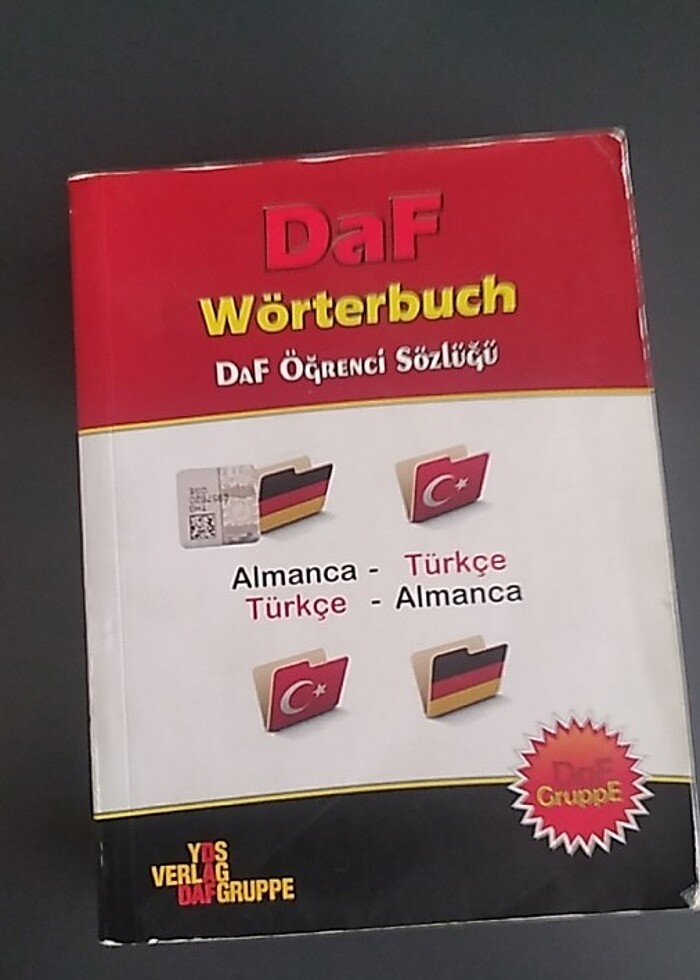 DaF
Wörterbuch
DaF Öğrenci Sözlüğü
Almanca - Türkçe
Türkçe - Almanca
DaF
GruppE
YDS
VERLAG
DAFGRUPPE